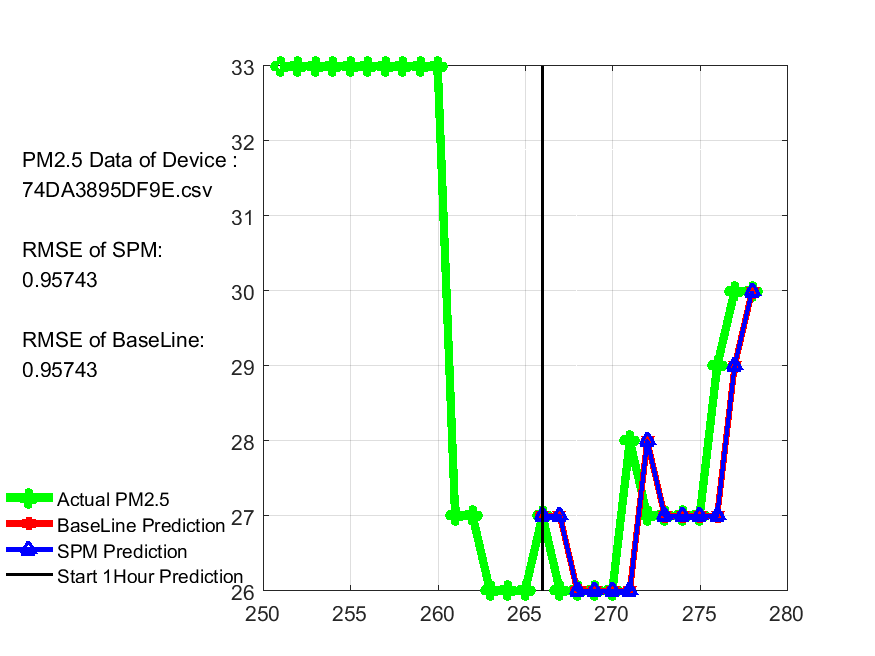 PM2.5 Data of Device :
74DA3895DF9E.csv
RMSE of SPM:
0.95743
RMSE of BaseLine:
0.95743
Actual PM2.5
BaseLine Prediction
SPM Prediction
Start 1Hour Prediction
33
32
31
30
29
28
27
26
250 255 260 265 270 275 280